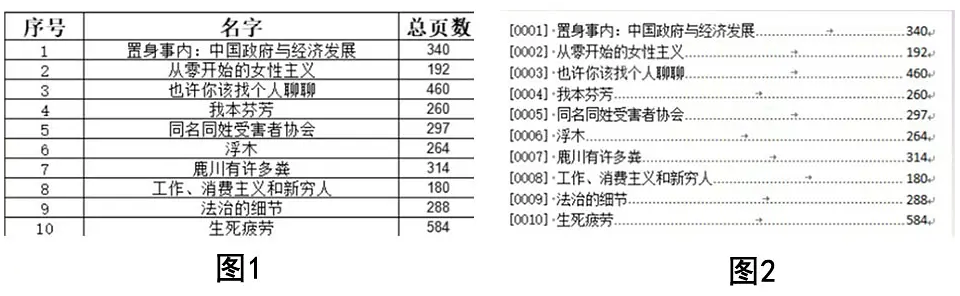 序号 名字 总页数
1 置身事内：中国政府与经济发展 340
2 从零开始的女性主义 192
3 也许你该找个人聊聊 460
4 我本芬芳 260
5 同名同姓受害者协会 297
6 浮木 264
7 鹿川有许多粪 314
8 工作、消费主义和新穷人 180
9 法治的细节 288
10 生死疲劳 584
图1
[0001]·置身事内：中国政府与经济发展......→......340↵
[0002]·从零开始的女性主义......→......192↵
[0003]·也许你该找个人聊聊......→......460↵
[0004]·我本芬芳......→......260↵
[0005]·同名同姓受害者协会......→......297↵
[0006]·浮木......→......264↵
[0007]·鹿川有许多粪......→......314↵
[0008]·工作、消费主义和新穷人......→......180↵
[0009]·法治的细节......→......288↵
[0010]·生死疲劳......→......584↵
图2